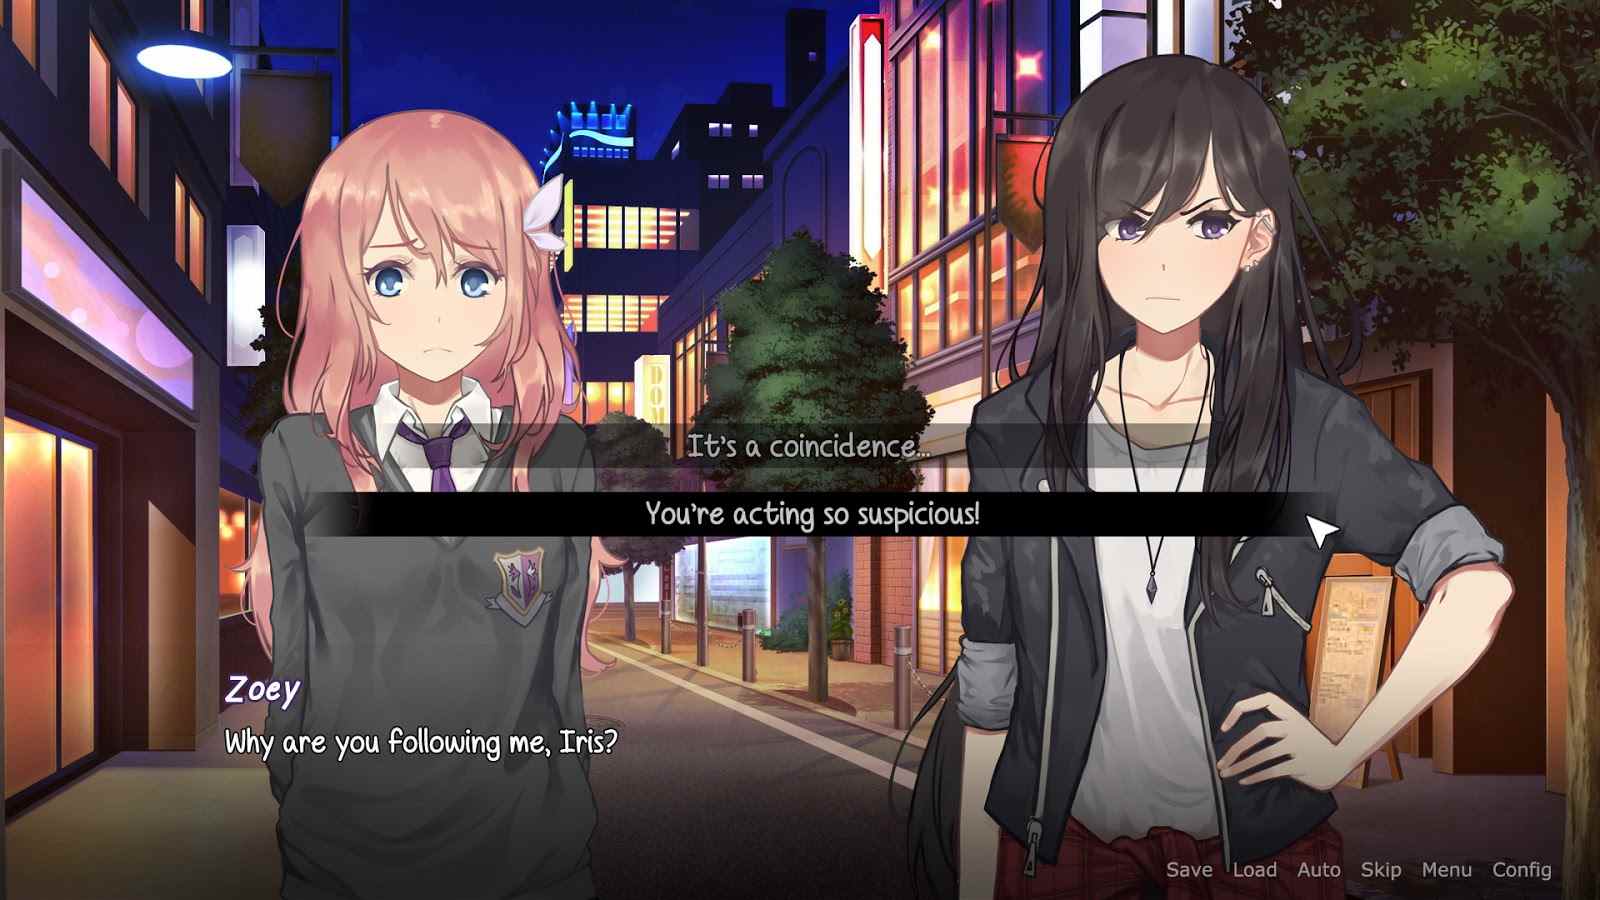 It's a coincidence...
You're acting so suspicious!
Zoey
Why are you following me, Iris?
Save Load Auto Skip Menu Config